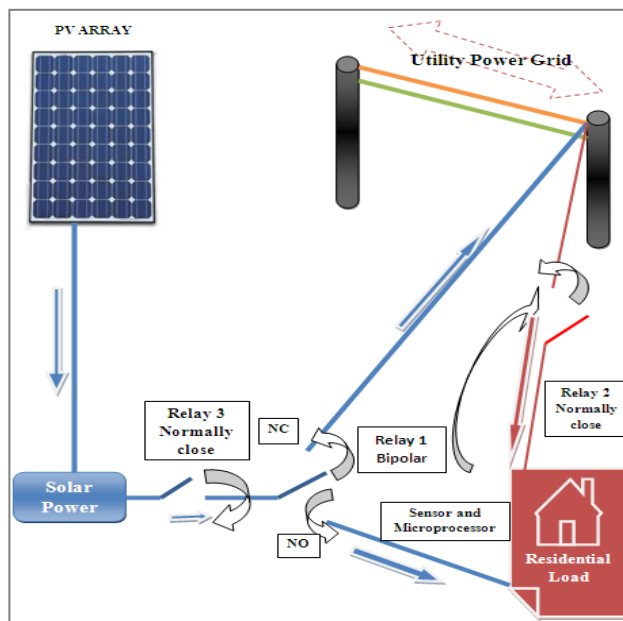 PV ARRAY
Utility Power Grid
Relay 3
Normally
close
NC
Relay 1
Bipolar
Relay 2
Normally
close
Solar
Power
NO
Sensor and
Microprocessor
Residential
Load